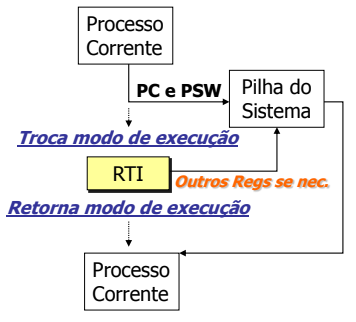 Processo
Corrente
PC e PSW
Pilha do
Sistema
Troca modo de execução
RTI
Outros Regs se nec.
Retorna modo de execução
Processo
Corrente